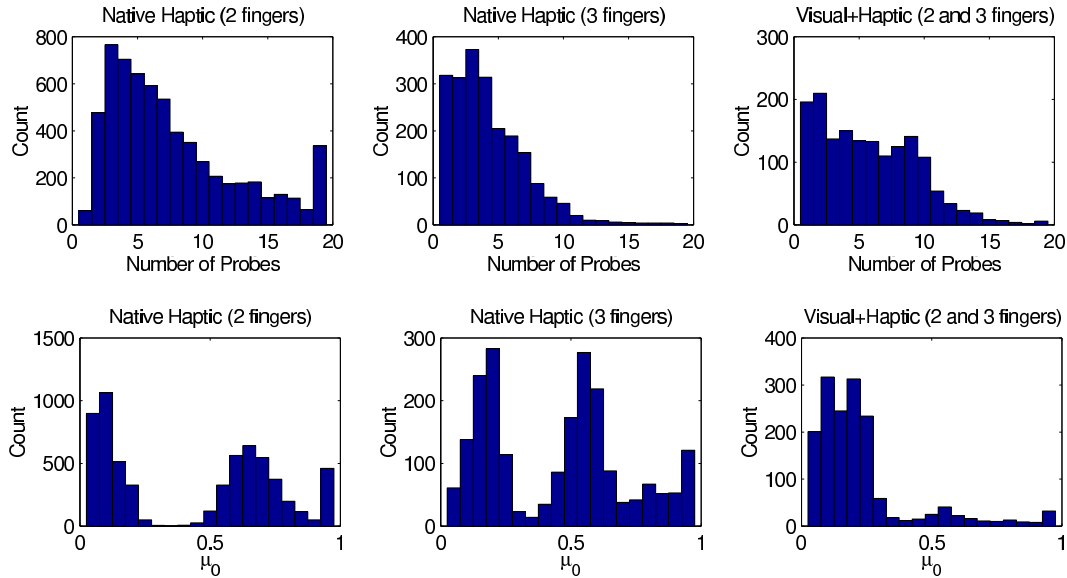 Native Haptic (2 fingers)
800
600
400
200
0
Count
0 5 10 15 20
Number of Probes
Native Haptic (3 fingers)
400
300
200
100
0
Count
0 5 10 15 20
Number of Probes
Visual+Haptic (2 and 3 fingers)
300
200
100
0
Count
0 5 10 15 20
Number of Probes
Native Haptic (2 fingers)
1500
1000
500
0
Count
0 0.5 1
μ0
Native Haptic (3 fingers)
300
200
100
0
Count
0 0.5 1
μ0
Visual+Haptic (2 and 3 fingers)
400
300
200
100
0
Count
0 0.5 1
μ0